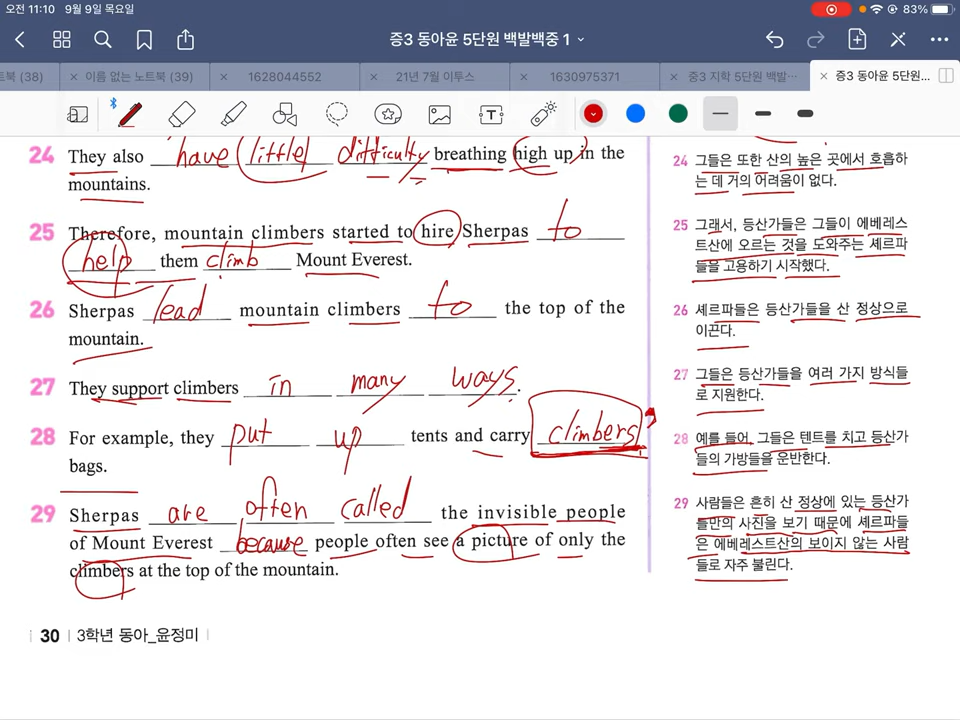 오전 11:10 9월 9일 목요일
83%
증3 동아윤 5단원 백발백중 1
트북 (38)
이름 없는 노트북 (39)
1628044552
21년 7월 이투스
1630975371
중3 지학 5단원 백발···
증3 동아윤 5단원...
24 They also have little difficulty breathing high up in the
mountains.
25 Therefore, mountain climbers started to hire Sherpas to
help them climb Mount Everest.
26 Sherpas lead mountain climbers to the top of the
mountain.
27 They support climbers in many ways.
28 For example, they put up tents and carry climbers'
bags.
29 Sherpas are often called the invisible people
of Mount Everest because people often see a picture of only the
climbers at the top of the mountain.
24 그들은 또한 산의 높은 곳에서 호흡하
는 데 거의 어려움이 없다.
25 그래서, 등산가들은 그들이 에베레스
트산에 오르는 것을 도와주는 셰르파
들을 고용하기 시작했다.
26 셰르파들은 등산가들을 산 정상으로
이끈다.
27 그들은 등산가들을 여러 가지 방식들
로 지원한다.
28 예를 들어, 그들은 텐트를 치고 등산가
들의 가방들을 운반한다.
29 사람들은 흔히 산 정상에 있는 등산가
들만의 사진을 보기 때문에 셰르파들
은 에베레스트산의 보이지 않는 사람
들로 자주 불린다.
30 3학년 동아_윤정미